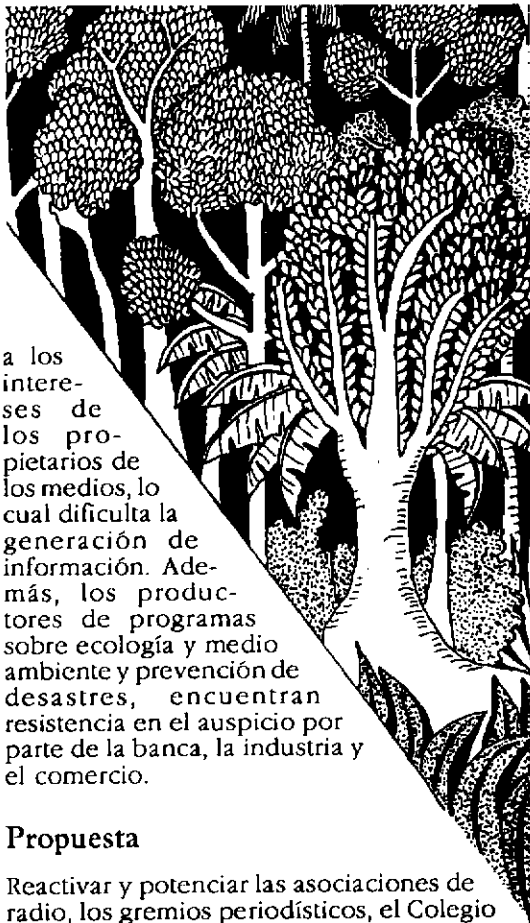 a los
intere-
ses de
los pro-
pietarios de
los medios, lo
cual dificulta la
generación de
información. Ade-
más, los produc-
tores de programas
sobre ecología y medio
ambiente y prevención de
desastres, encuentran
resistencia en el auspicio por
parte de la banca, la industria y
el comercio.
Propuesta
Reactivar y potenciar las asociaciones de
radio, los gremios periodísticos, el Colegio